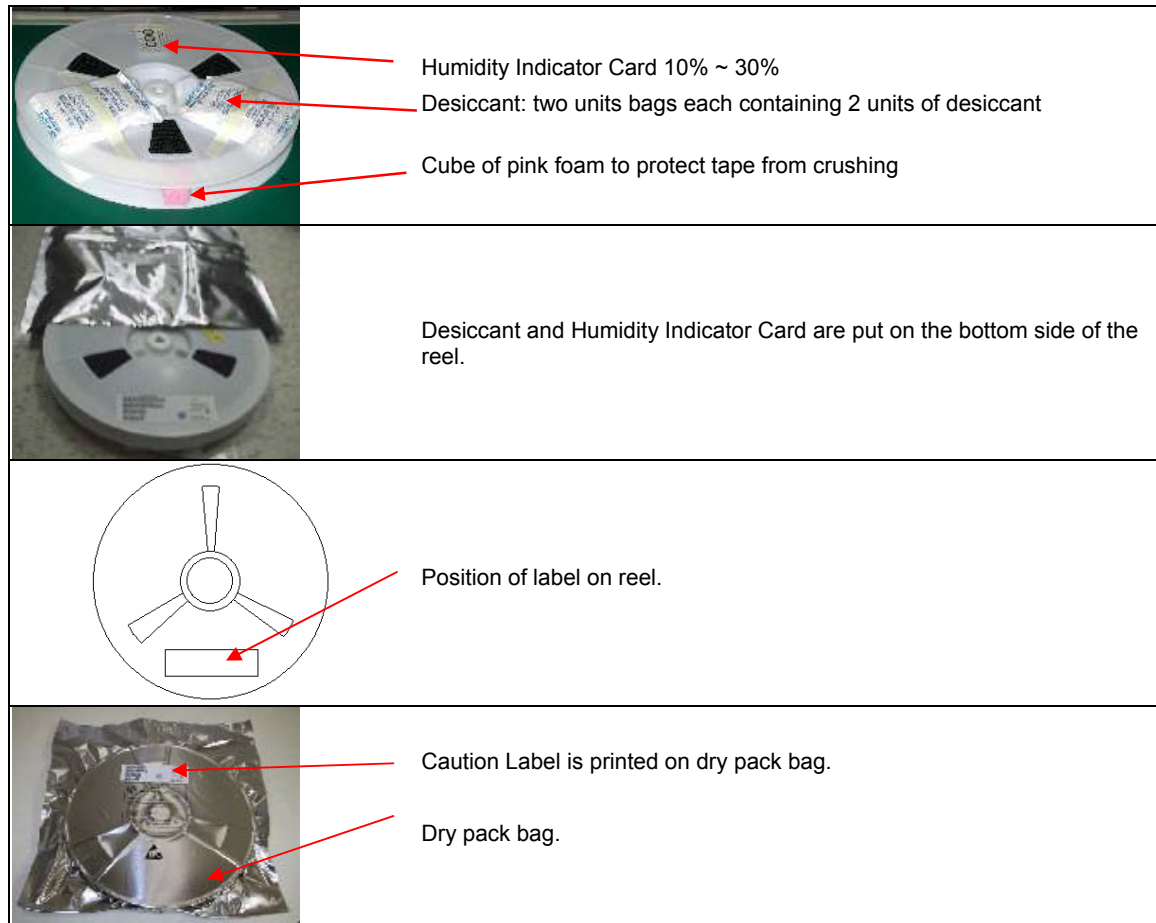 Humidity Indicator Card 10% ~ 30%
Desiccant: two units bags each containing 2 units of desiccant
Cube of pink foam to protect tape from crushing
Desiccant and Humidity Indicator Card are put on the bottom side of the
reel.
Position of label on reel.
Caution Label is printed on dry pack bag.
Dry pack bag.